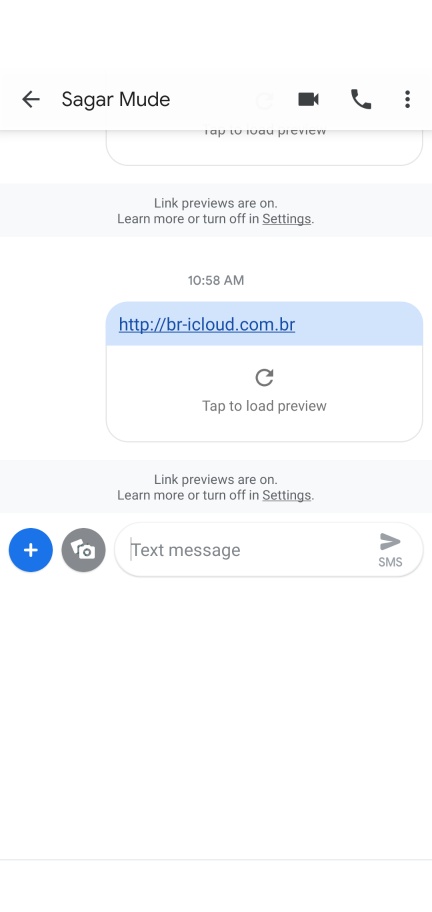 Sagar Mude
Tap to load preview
Link previews are on.
Learn more or turn off in Settings.
10:58 AM
http://br-icloud.com.br
Tap to load preview
Link previews are on.
Learn more or turn off in Settings.
Text message
SMS